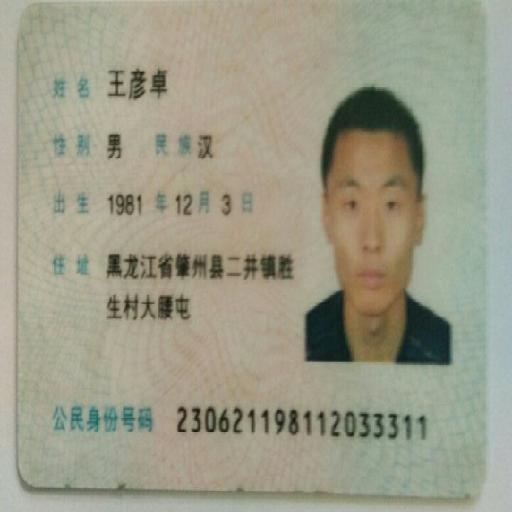 姓名 王彦卓
性别 男 民族 汉
出生 1981 年 12 月 3 日
住址 黑龙江省肇州县二井镇胜
生村大腰屯
公民身份号码 230621198112033311